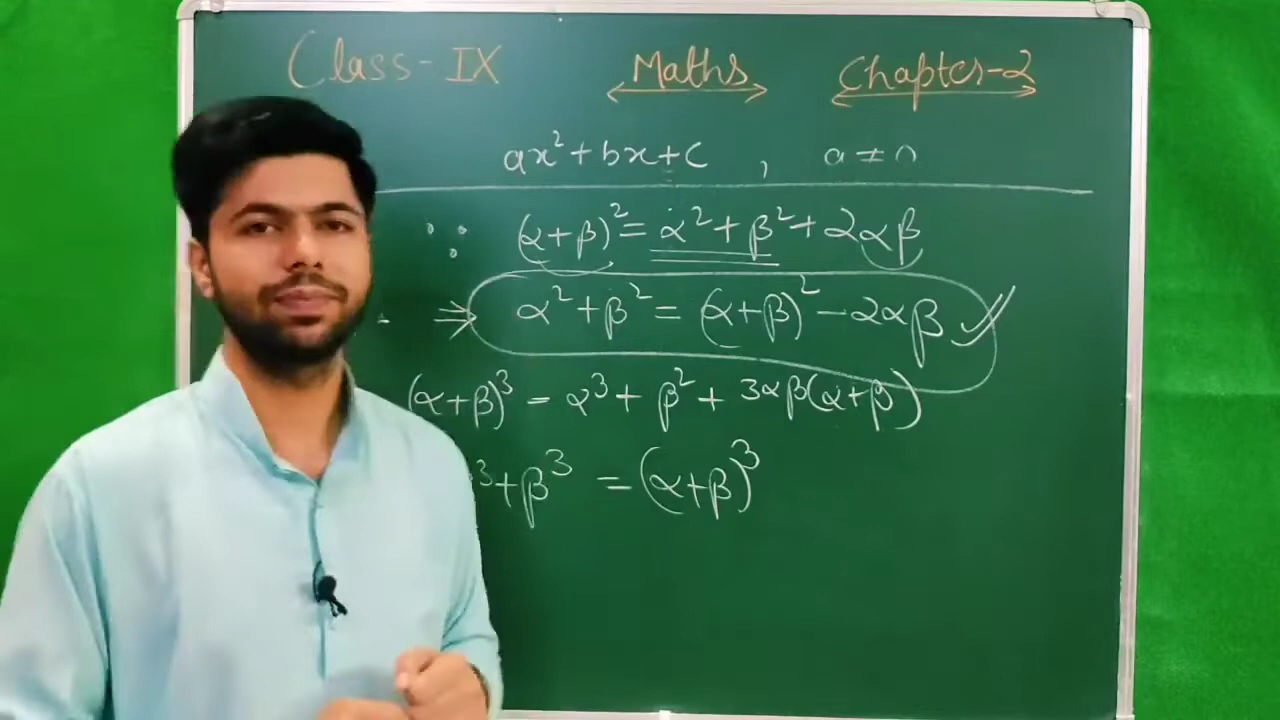 Class-IX Maths Chapter-2
ax²+bx+c , a≠0
∵ (α+β)² = α²+β²+2αβ
⇒ α²+β² = (α+β)²-2αβ
(α+β)³ = α³+β²+3αβ(α+β)
³+β³ = (α+β)³